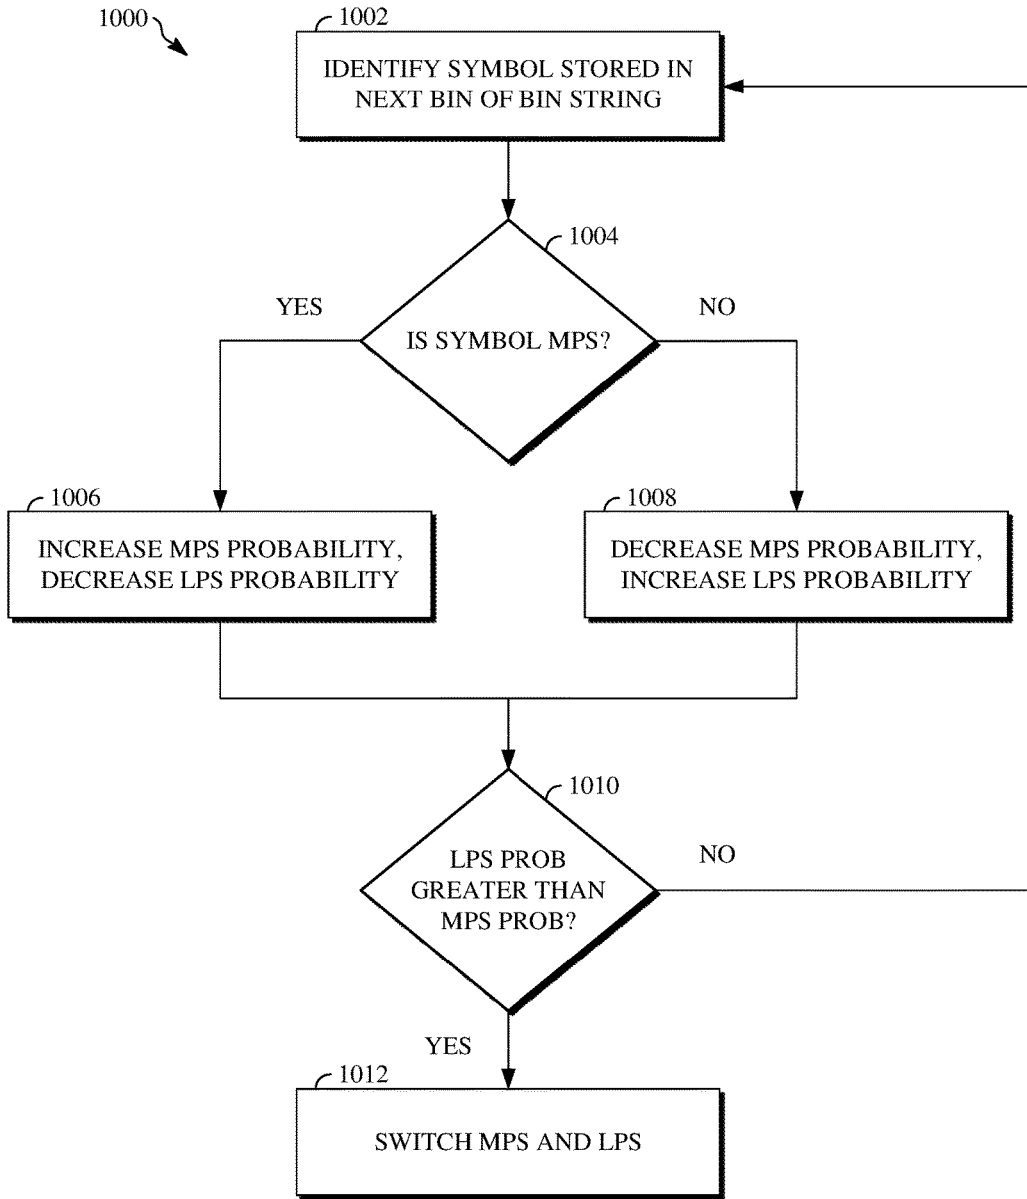 1000
1002
IDENTIFY SYMBOL STORED IN
NEXT BIN OF BIN STRING
1004
YES
NO
IS SYMBOL MPS?
1006
1008
INCREASE MPS PROBABILITY,
DECREASE LPS PROBABILITY
DECREASE MPS PROBABILITY,
INCREASE LPS PROBABILITY
1010
LPS PROB
GREATER THAN
MPS PROB?
NO
YES
1012
SWITCH MPS AND LPS